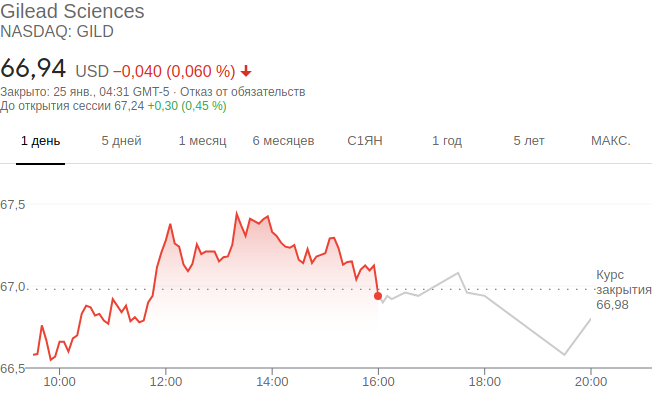 Gilead Sciences
NASDAQ: GILD
66,94 USD −0,040 (0,060 %)
Закрыто: 25 янв., 04:31 GMT-5 · Отказ от обязательств
До открытия сессии 67,24 +0,30 (0,45 %)
1 день 5 дней 1 месяц 6 месяцев С1ЯН 1 год 5 лет МАКС.
67,5
67,0
66,5
Курс
закрытия
66,98
10:00 12:00 14:00 16:00 18:00 20:00